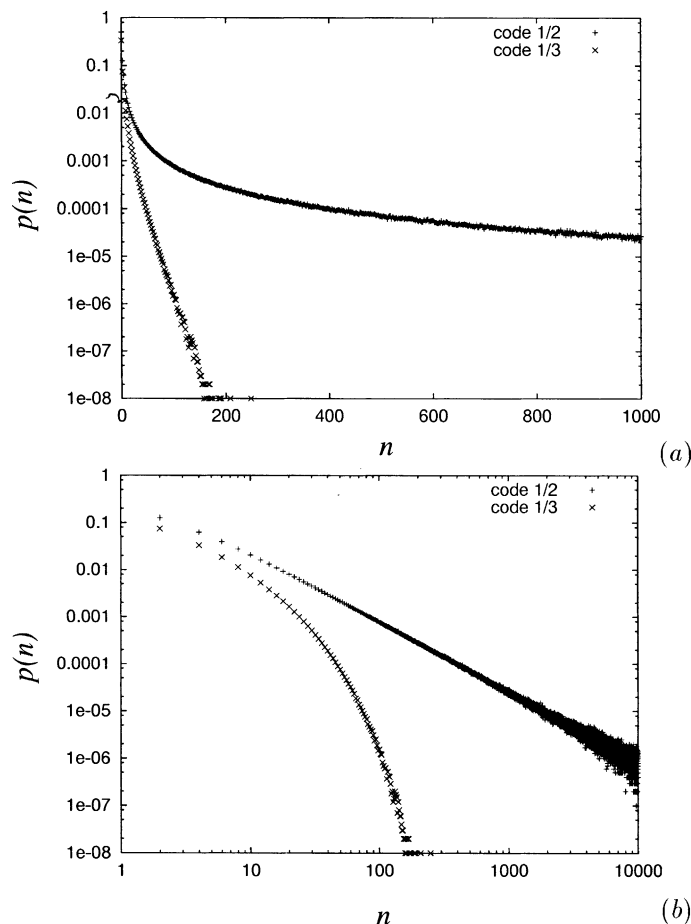 1
code 1/2 +
code 1/3 ×
0.1
0.01
p(n)
0.001
0.0001
1e-05
1e-06
1e-07
1e-08
0 200 400 600 800 1000
n
(a)
1
code 1/2 +
code 1/3 ×
0.1
0.01
p(n)
0.001
0.0001
1e-05
1e-06
1e-07
1e-08
1 10 100 1000 10000
n
(b)